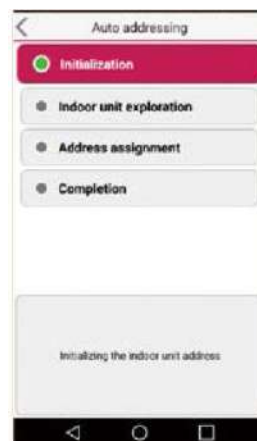 Auto addressing
Initialization
Indoor unit exploration
Address assignment
Completion
Initializing the indoor unit address